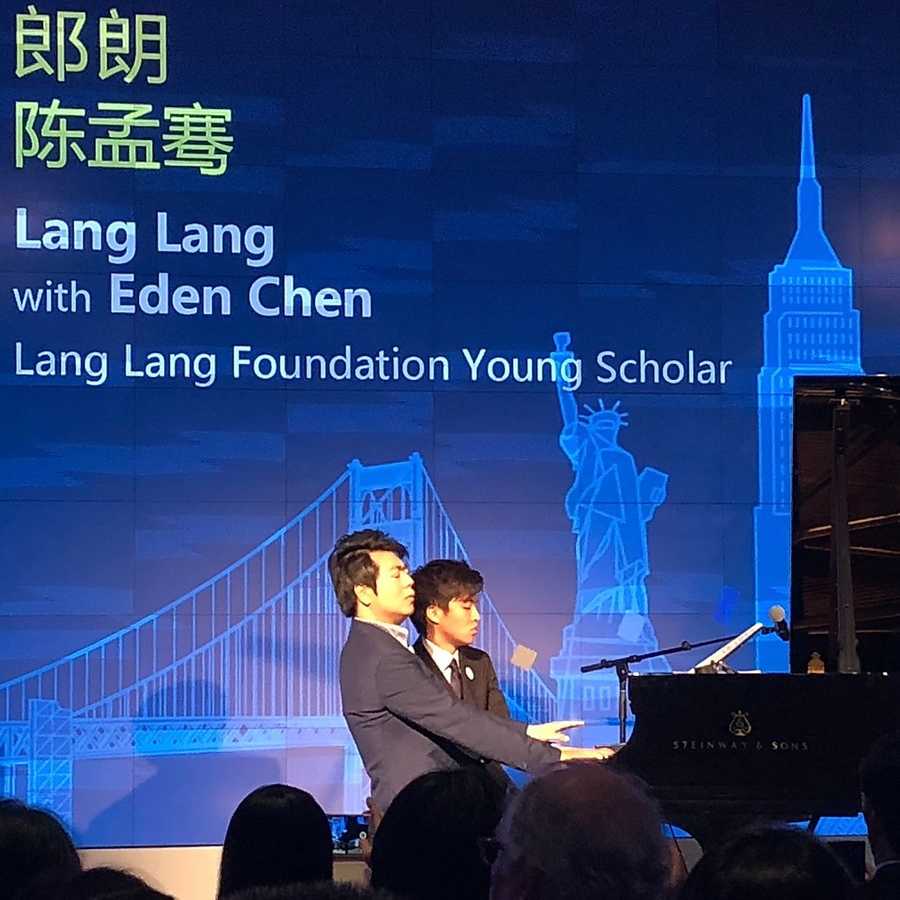 郎朗
陈孟骞
Lang Lang
with Eden Chen
Lang Lang Foundation Young Scholar
STEINWAY & SONS